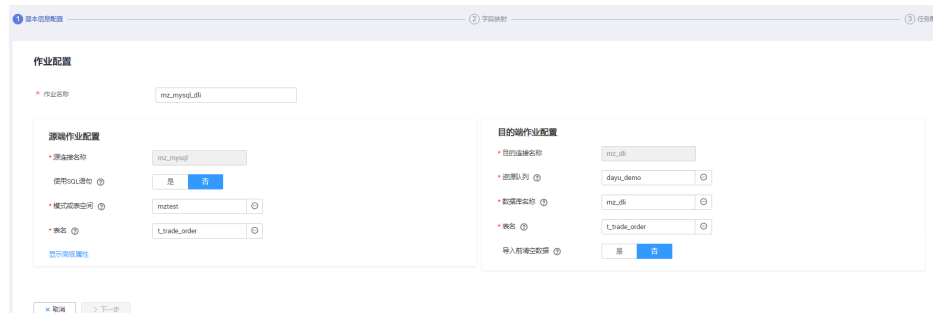 1 基本信息配置 2 字段映射 3 任务配
作业配置
* 作业名称 mz_mysql_dli
源端作业配置
* 源连接名称 mz_mysql
使用SQL语句 是 否
* 模式或表空间 mztest
* 表名 t_trade_order
显示高级属性
目的端作业配置
* 目的连接名称 mz_dli
* 资源队列 dayu_demo
* 数据库名称 mz_dli
* 表名 t_trade_order
导入前清空数据 是 否
× 取消 > 下一步